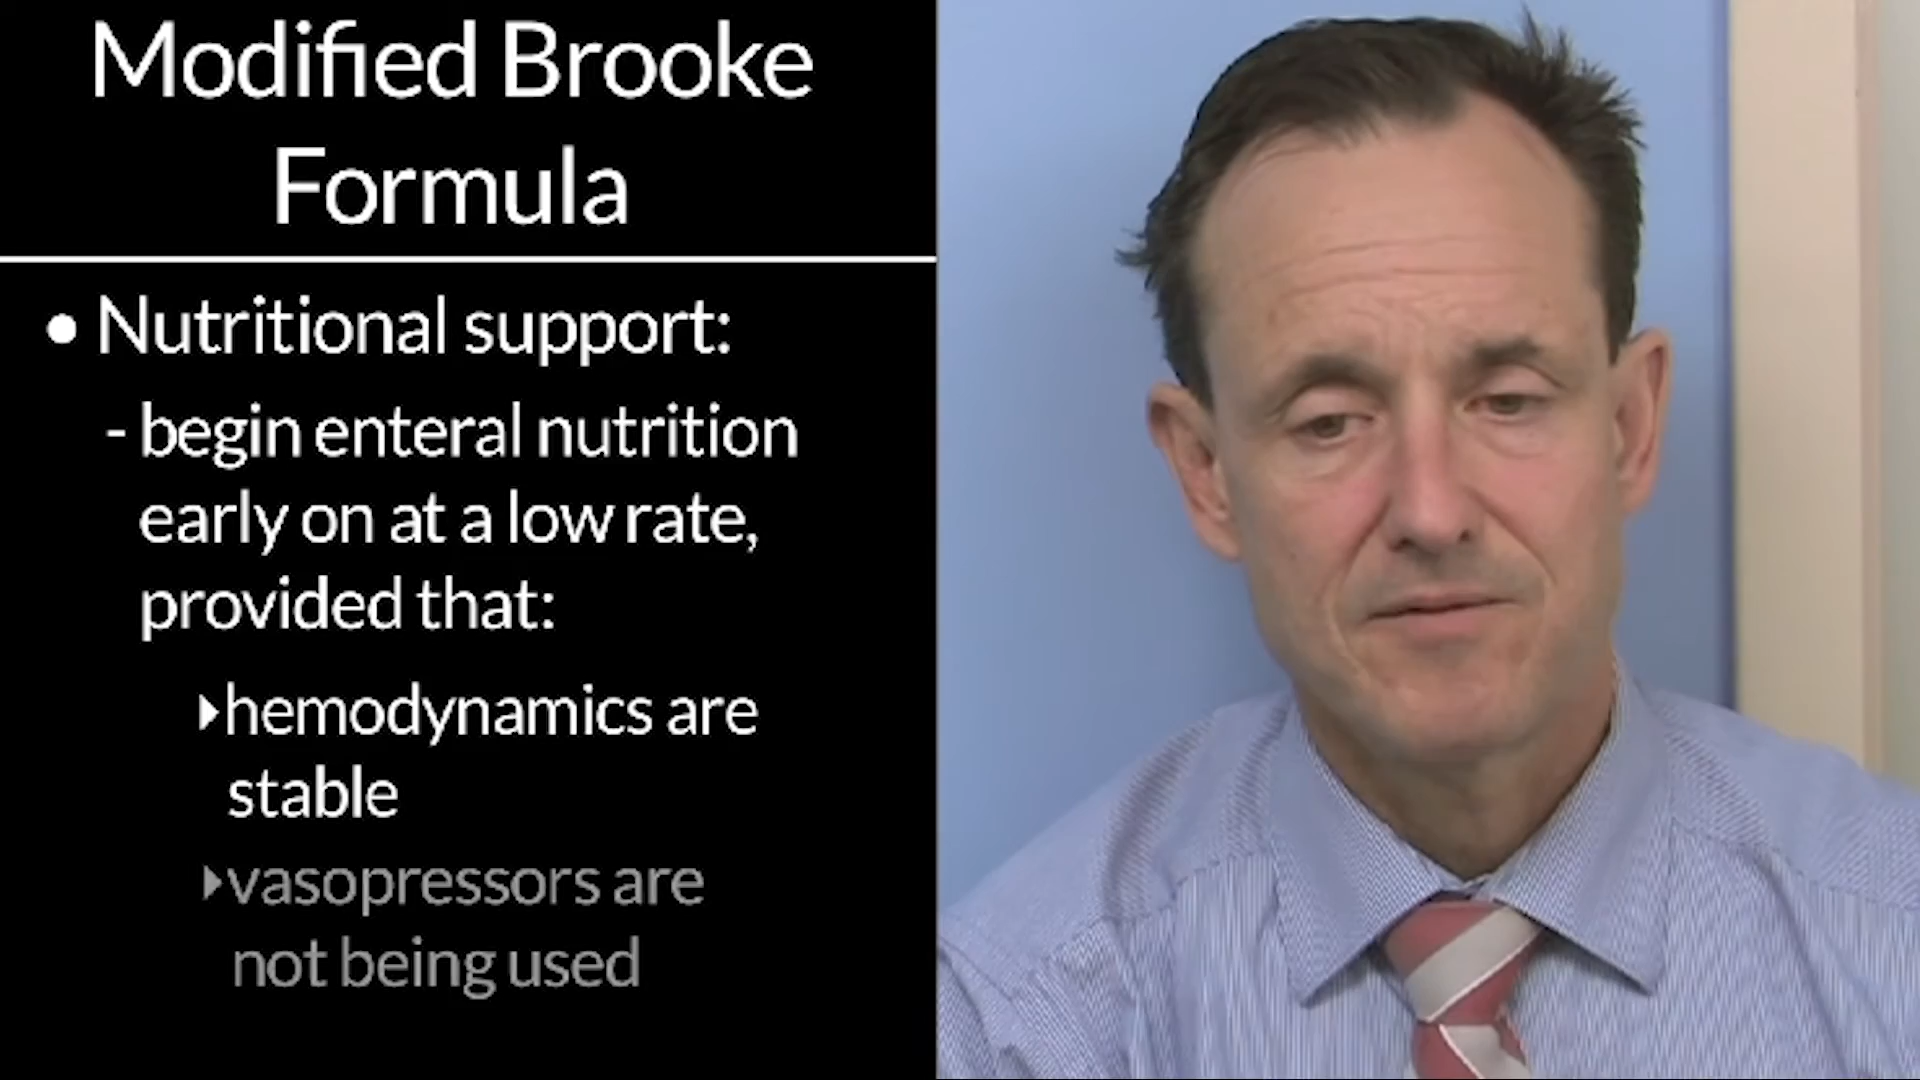 Modified Brooke
Formula
• Nutritional support:
- begin enteral nutrition
early on at a low rate,
provided that:
▸hemodynamics are
stable
▸vasopressors are
not being used